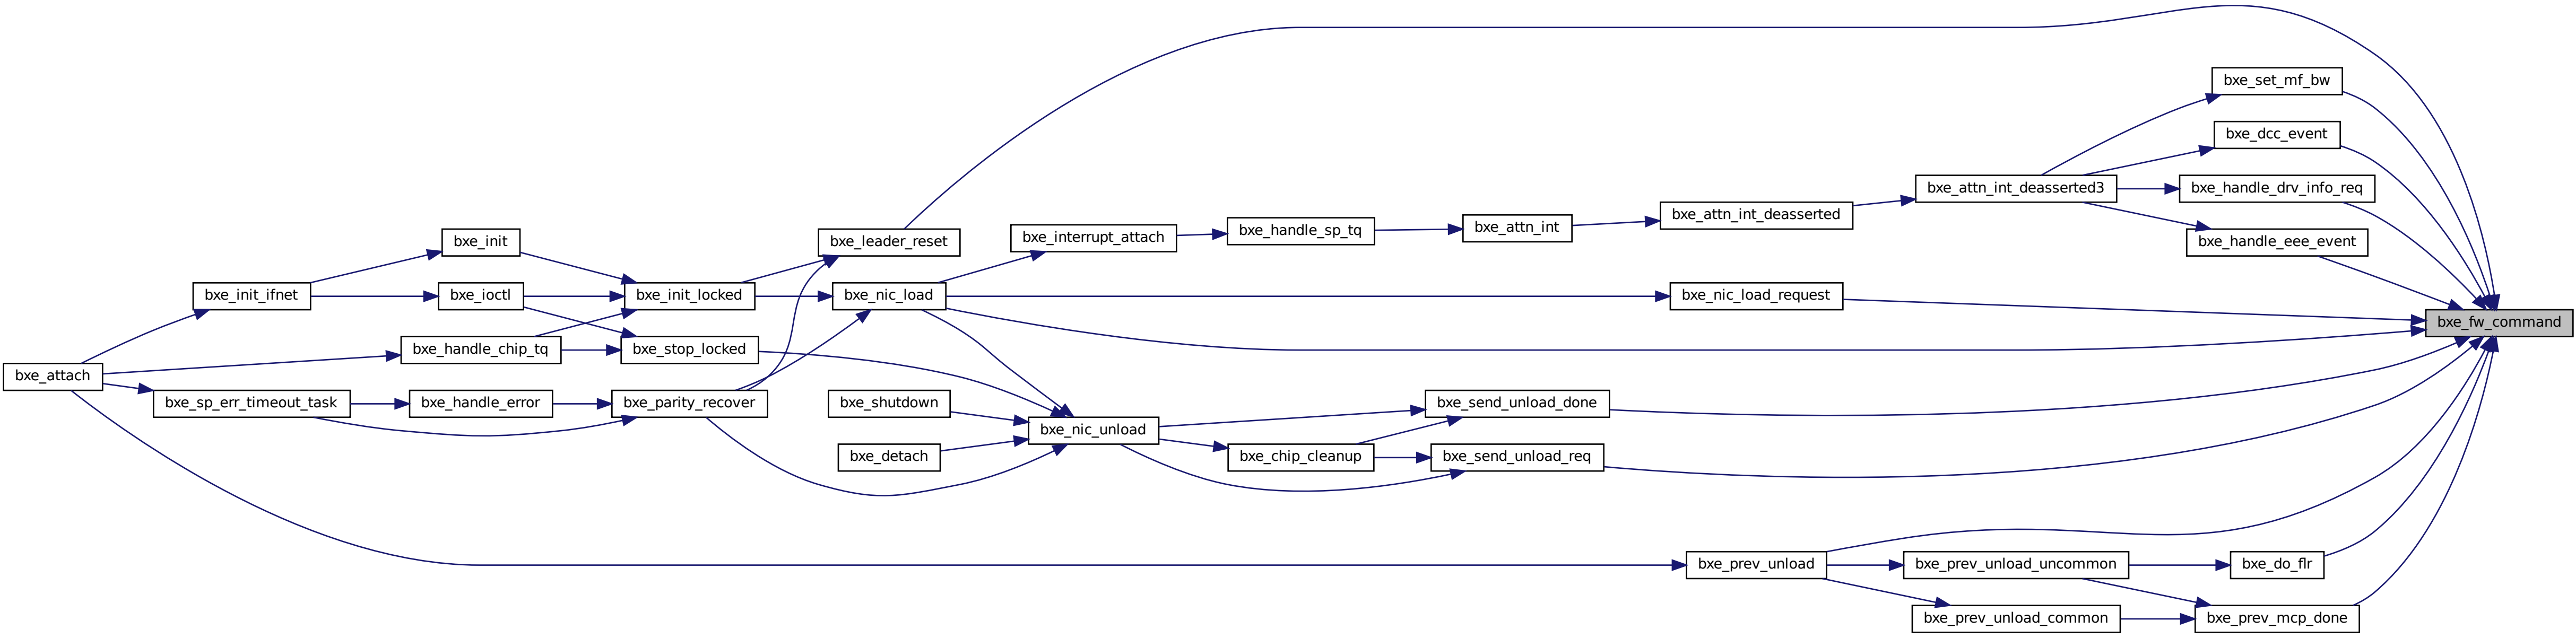 bxe_set_mf_bw
bxe_dcc_event
bxe_attn_int_deasserted3
bxe_handle_drv_info_req
bxe_attn_int_deasserted
bxe_attn_int
bxe_handle_sp_tq
bxe_interrupt_attach
bxe_init
bxe_leader_reset
bxe_handle_eee_event
bxe_init_ifnet
bxe_ioctl
bxe_init_locked
bxe_nic_load
bxe_nic_load_request
bxe_fw_command
bxe_handle_chip_tq
bxe_stop_locked
bxe_attach
bxe_sp_err_timeout_task
bxe_handle_error
bxe_parity_recover
bxe_shutdown
bxe_send_unload_done
bxe_nic_unload
bxe_detach
bxe_chip_cleanup
bxe_send_unload_req
bxe_prev_unload
bxe_prev_unload_uncommon
bxe_do_flr
bxe_prev_unload_common
bxe_prev_mcp_done